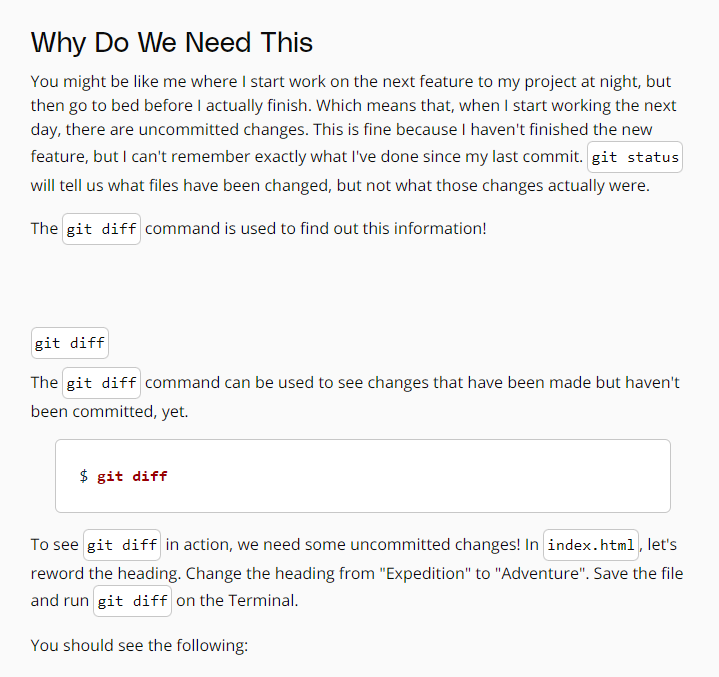 Why Do We Need This
You might be like me where I start work on the next feature to my project at night, but
then go to bed before I actually finish. Which means that, when I start working the next
day, there are uncommitted changes. This is fine because I haven't finished the new
feature, but I can't remember exactly what I've done since my last commit. git status
will tell us what files have been changed, but not what those changes actually were.
The git diff command is used to find out this information!
git diff
The git diff command can be used to see changes that have been made but haven't
been committed, yet.
$ git diff
To see git diff in action, we need some uncommitted changes! In index.html, let's
reword the heading. Change the heading from "Expedition" to "Adventure". Save the file
and run git diff on the Terminal.
You should see the following: